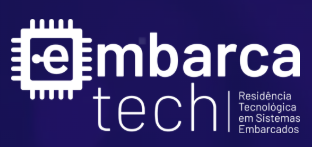 embarca
tech
Residência
Tecnológica
em Sistemas
Embarcados